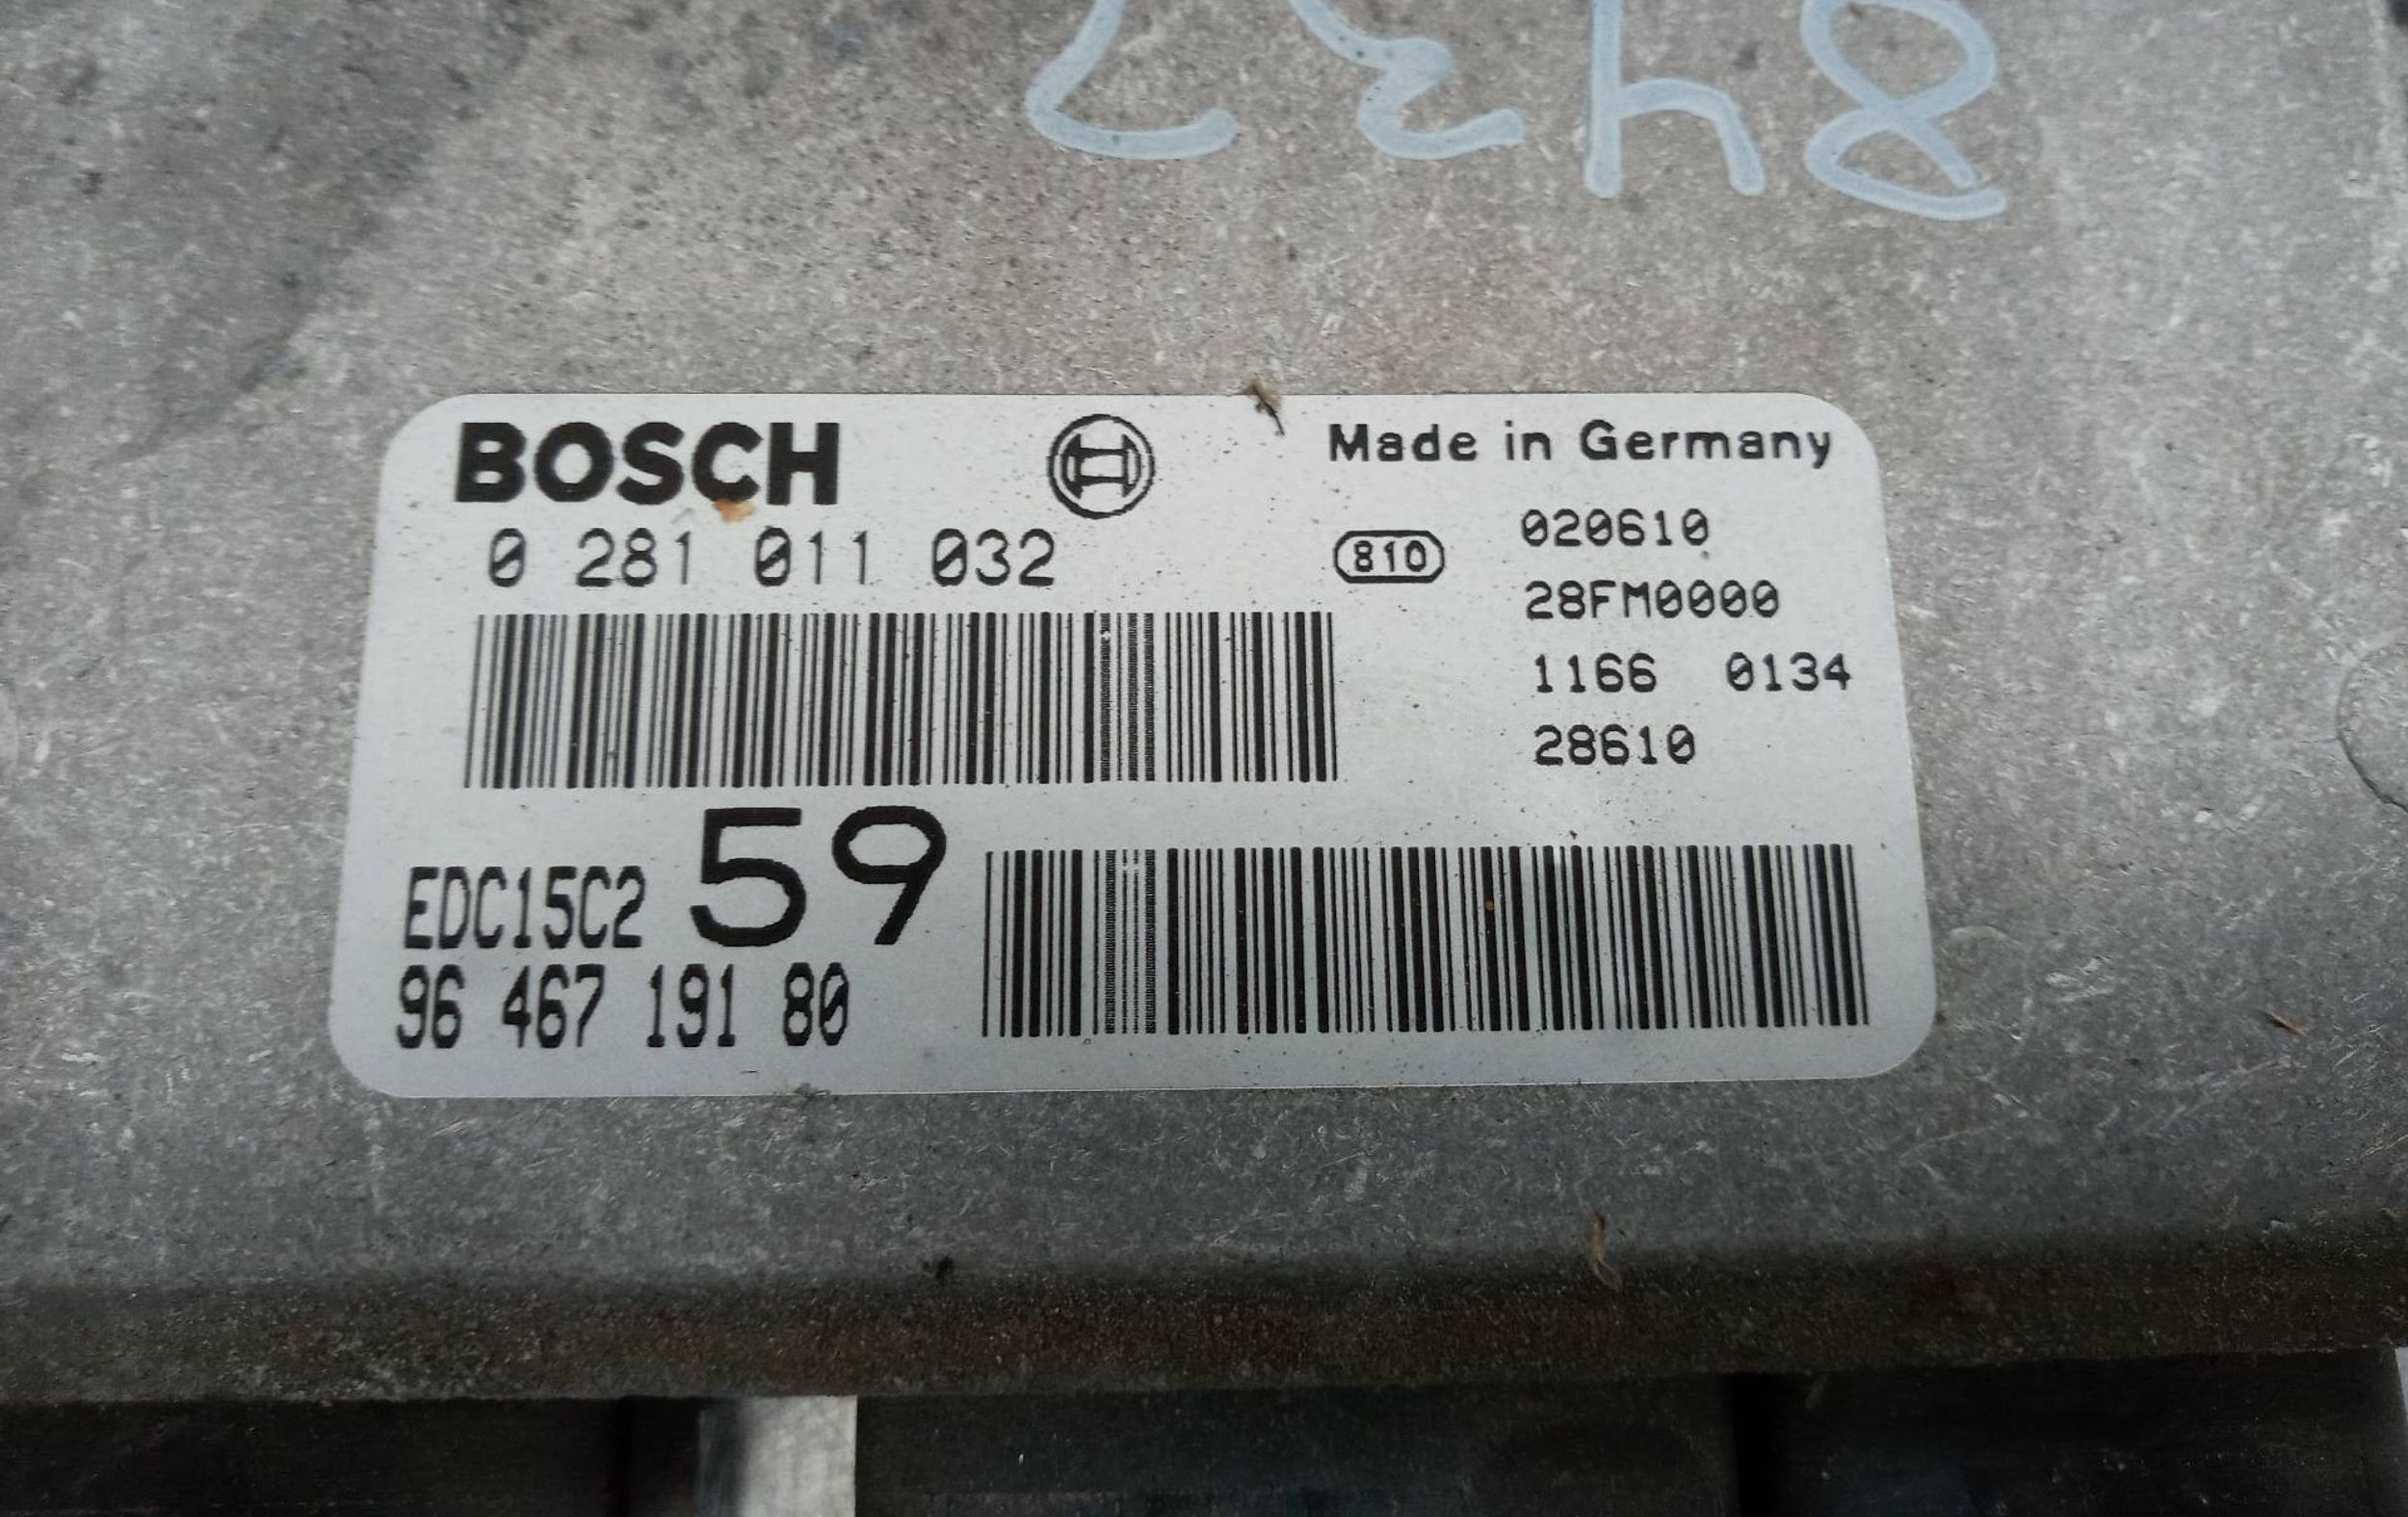 BOSCH
Made in Germany
0 281 011 032
810
020610
28FM0000
1166 0134
28610
EDC15C2 59
96 467 191 80